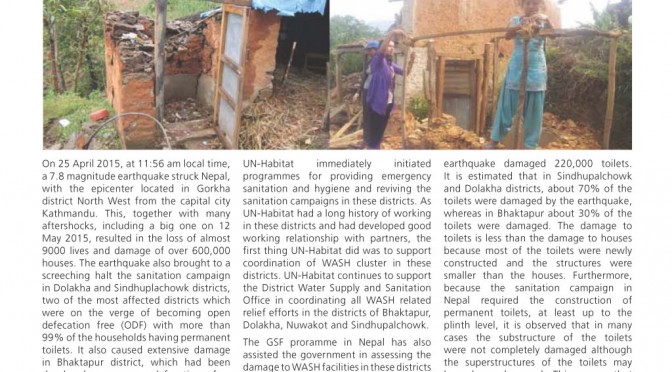 On 25 April 2015, at 11:56 am local time,
a 7.8 magnitude earthquake struck Nepal,
with the epicenter located in Gorkha
district North West from the capital city
Kathmandu. This, together with many
aftershocks, including a big one on 12
May 2015, resulted in the loss of almost
9000 lives and damage of over 600,000
houses. The earthquake also brought to a
screeching halt the sanitation campaign
in Dolakha and Sindhuplachowk districts,
two of the most affected districts which
were on the verge of becoming open
defecation free (ODF) with more than
99% of the households having permanent
toilets. It also caused extensive damage
in Bhaktapur district, which had been
UN-Habitat immediately initiated
programmes for providing emergency
sanitation and hygiene and reviving the
sanitation campaigns in these districts. As
UN-Habitat had a long history of working
in these districts and had developed good
working relationship with partners, the
first thing UN-Habitat did was to support
coordination of WASH cluster in these
districts. UN-Habitat continues to support
the District Water Supply and Sanitation
Office in coordinating all WASH related
relief efforts in the districts of Bhaktapur,
Dolakha, Nuwakot and Sindhupalchowk.
The GSF proramme in Nepal has also
assisted the government in assessing the
damage to WASH facilities in these districts
earthquake damaged 220,000 toilets.
It is estimated that in Sindhupalchowk
and Dolakha districts, about 70% of the
toilets were damaged by the earthquake,
whereas in Bhaktapur about 30% of the
toilets were damaged. The damage to
toilets is less than the damage to houses
because most of the toilets were newly
constructed and the structures were
smaller than the houses. Furthermore,
because the sanitation campaign in
Nepal required the construction of
permanent toilets, at least up to the
plinth level, it is observed that in many
cases the substructure of the toilets
were not completely damaged although
the superstructures of the toilets may